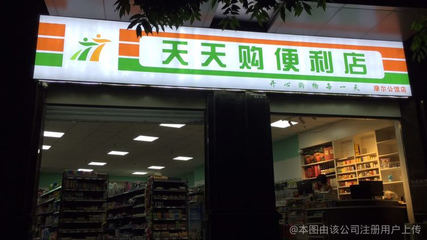 天天购便利店
开心购物每一天
摩尔公馆店
@本图由该公司注册用户上传